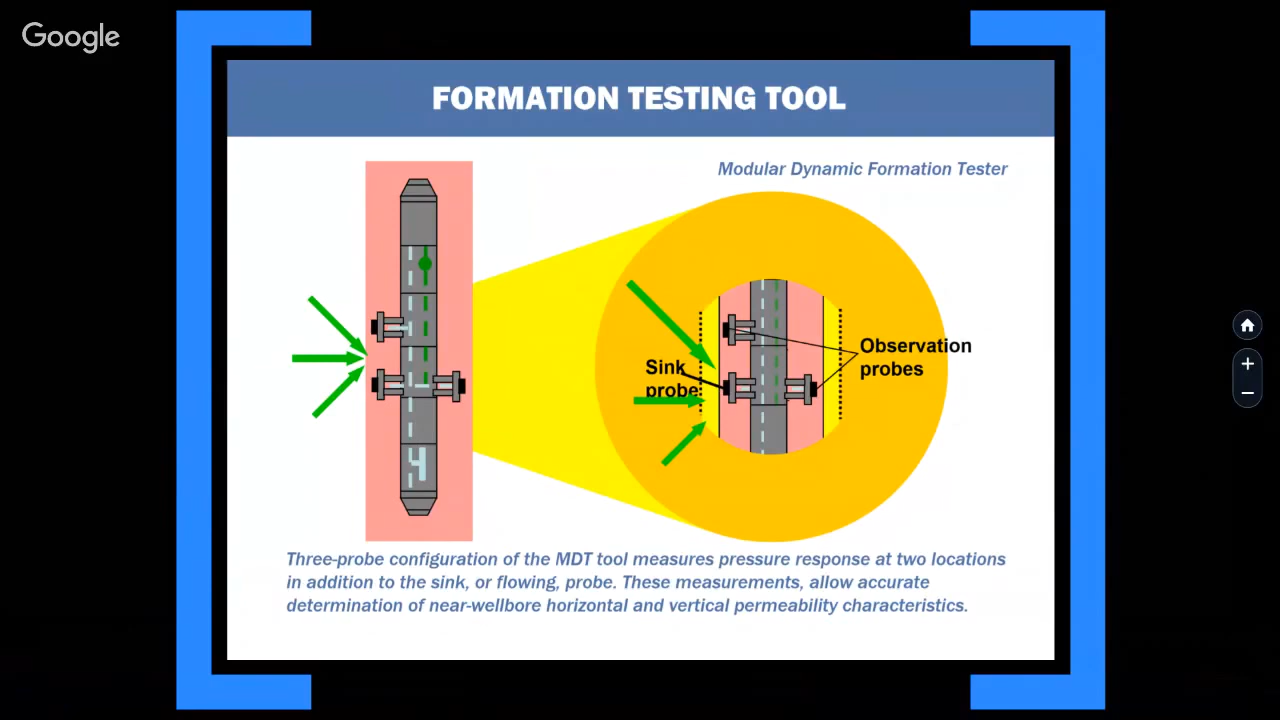 Google
FORMATION TESTING TOOL
Modular Dynamic Formation Tester
Observation
probes
Sink
probe
Three-probe configuration of the MDT tool measures pressure response at two locations
in addition to the sink, or flowing, probe. These measurements, allow accurate
determination of near-wellbore horizontal and vertical permeability characteristics.